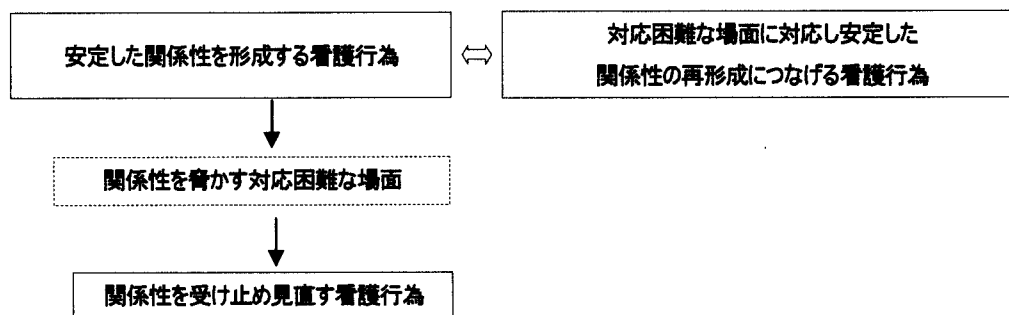 安定した関係性を形成する看護行為
対応困難な場面に対応し安定した
関係性の再形成につなげる看護行為
関係性を脅かす対応困難な場面
関係性を受け止め見直す看護行為